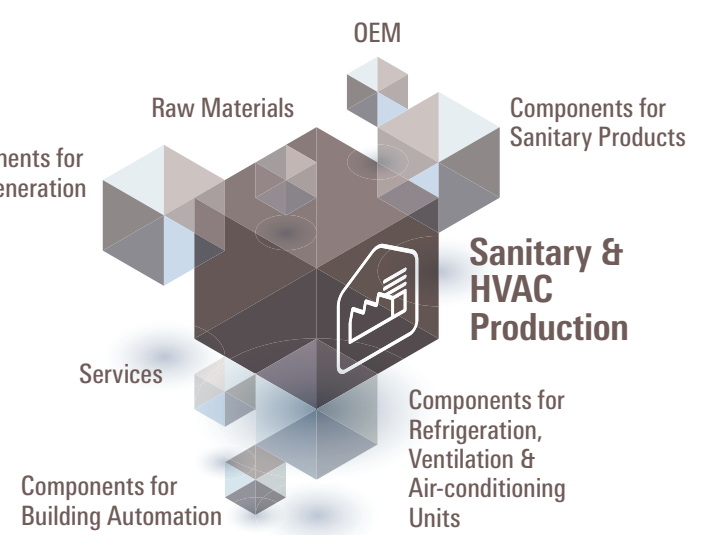 OEM
Raw Materials
Components for
Sanitary Products
for
Sanitary &
HVAC
Production
Services
Components for
Refrigeration,
Ventilation &
Air-conditioning
Units
Components for
Building Automation